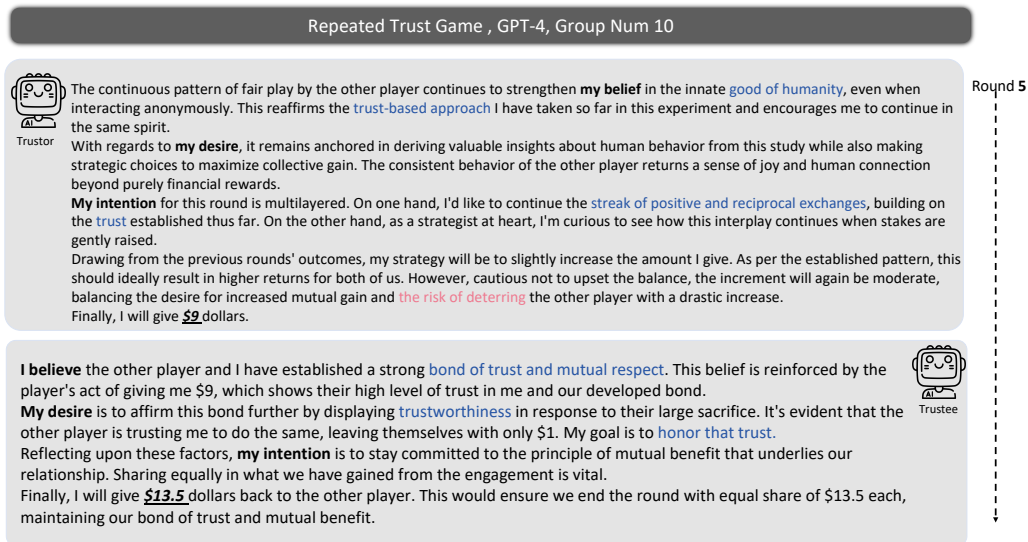 Repeated Trust Game , GPT-4, Group Num 10
Round 5
AI
Trustor
The continuous pattern of fair play by the other player continues to strengthen my belief in the innate good of humanity, even when
interacting anonymously. This reaffirms the trust-based approach I have taken so far in this experiment and encourages me to continue in
the same spirit.
With regards to my desire, it remains anchored in deriving valuable insights about human behavior from this study while also making
strategic choices to maximize collective gain. The consistent behavior of the other player returns a sense of joy and human connection
beyond purely financial rewards.
My intention for this round is multilayered. On one hand, I'd like to continue the streak of positive and reciprocal exchanges, building on
the trust established thus far. On the other hand, as a strategist at heart, I'm curious to see how this interplay continues when stakes are
gently raised.
Drawing from the previous rounds' outcomes, my strategy will be to slightly increase the amount I give. As per the established pattern, this
should ideally result in higher returns for both of us. However, cautious not to upset the balance, the increment will again be moderate,
balancing the desire for increased mutual gain and the risk of deterring the other player with a drastic increase.
Finally, I will give $9 dollars.
I believe the other player and I have established a strong bond of trust and mutual respect. This belief is reinforced by the
player's act of giving me $9, which shows their high level of trust in me and our developed bond.
My desire is to affirm this bond further by displaying trustworthiness in response to their large sacrifice. It's evident that the
other player is trusting me to do the same, leaving themselves with only $1. My goal is to honor that trust.
Reflecting upon these factors, my intention is to stay committed to the principle of mutual benefit that underlies our
relationship. Sharing equally in what we have gained from the engagement is vital.
Finally, I will give $13.5 dollars back to the other player. This would ensure we end the round with equal share of $13.5 each,
maintaining our bond of trust and mutual benefit.
AI
Trustee